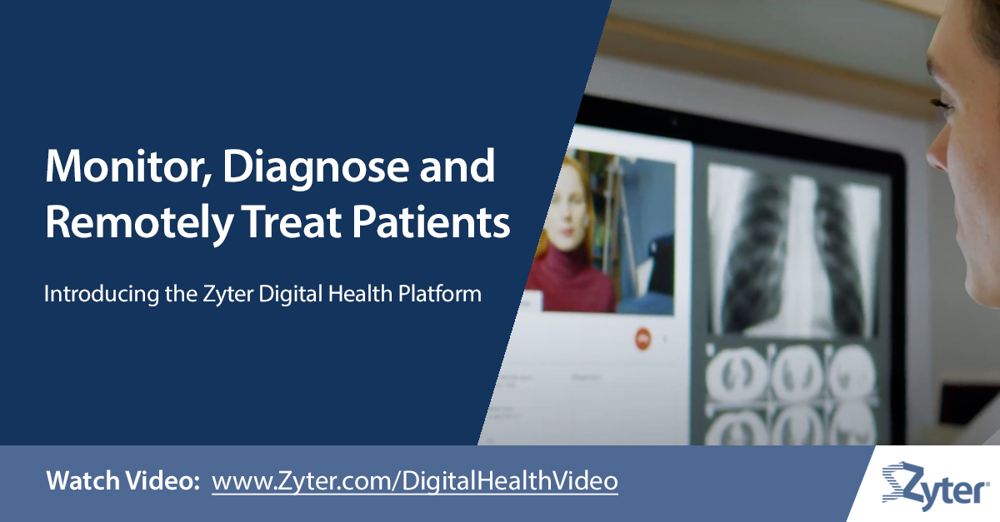 Monitor, Diagnose and
Remotely Treat Patients
Introducing the Zyter Digital Health Platform
Watch Video: www.Zyter.com/DigitalHealthVideo
Zyter®